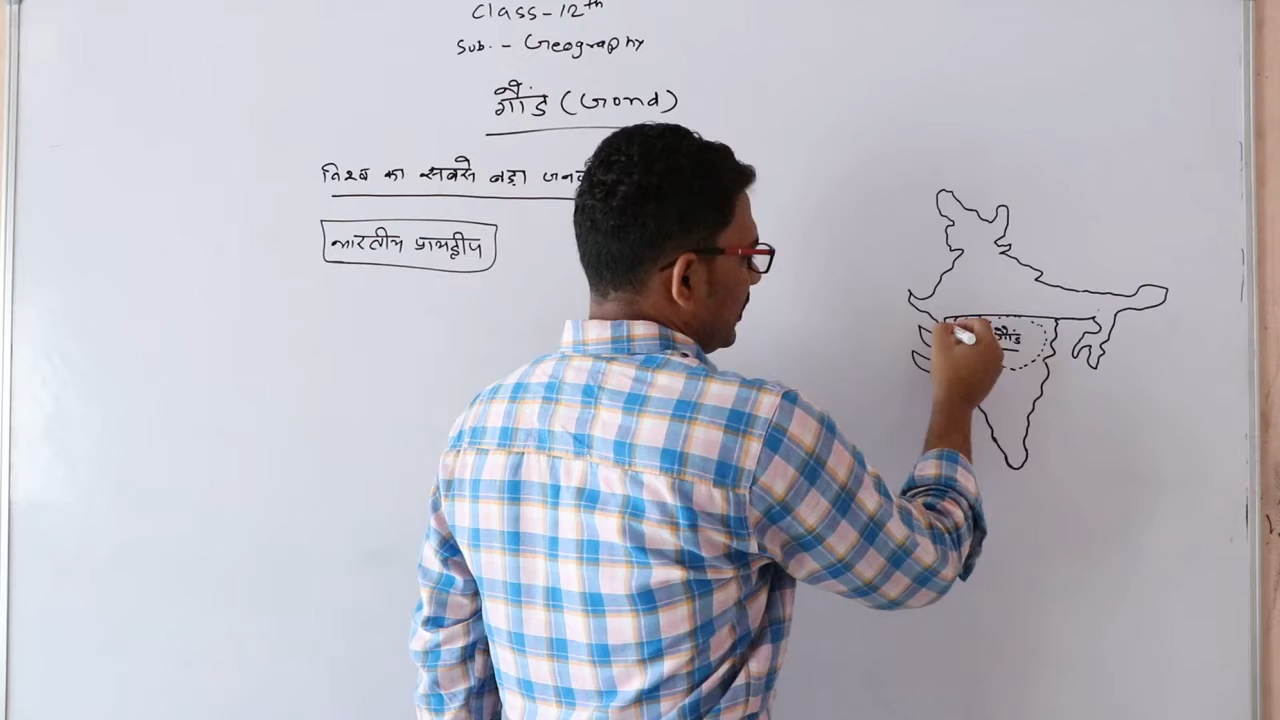 Class-12th
Sub. - Geography
गोंड (Gond)
विश्व का सबसे बड़ा
भारतीय प्रायद्वीप
गोंड